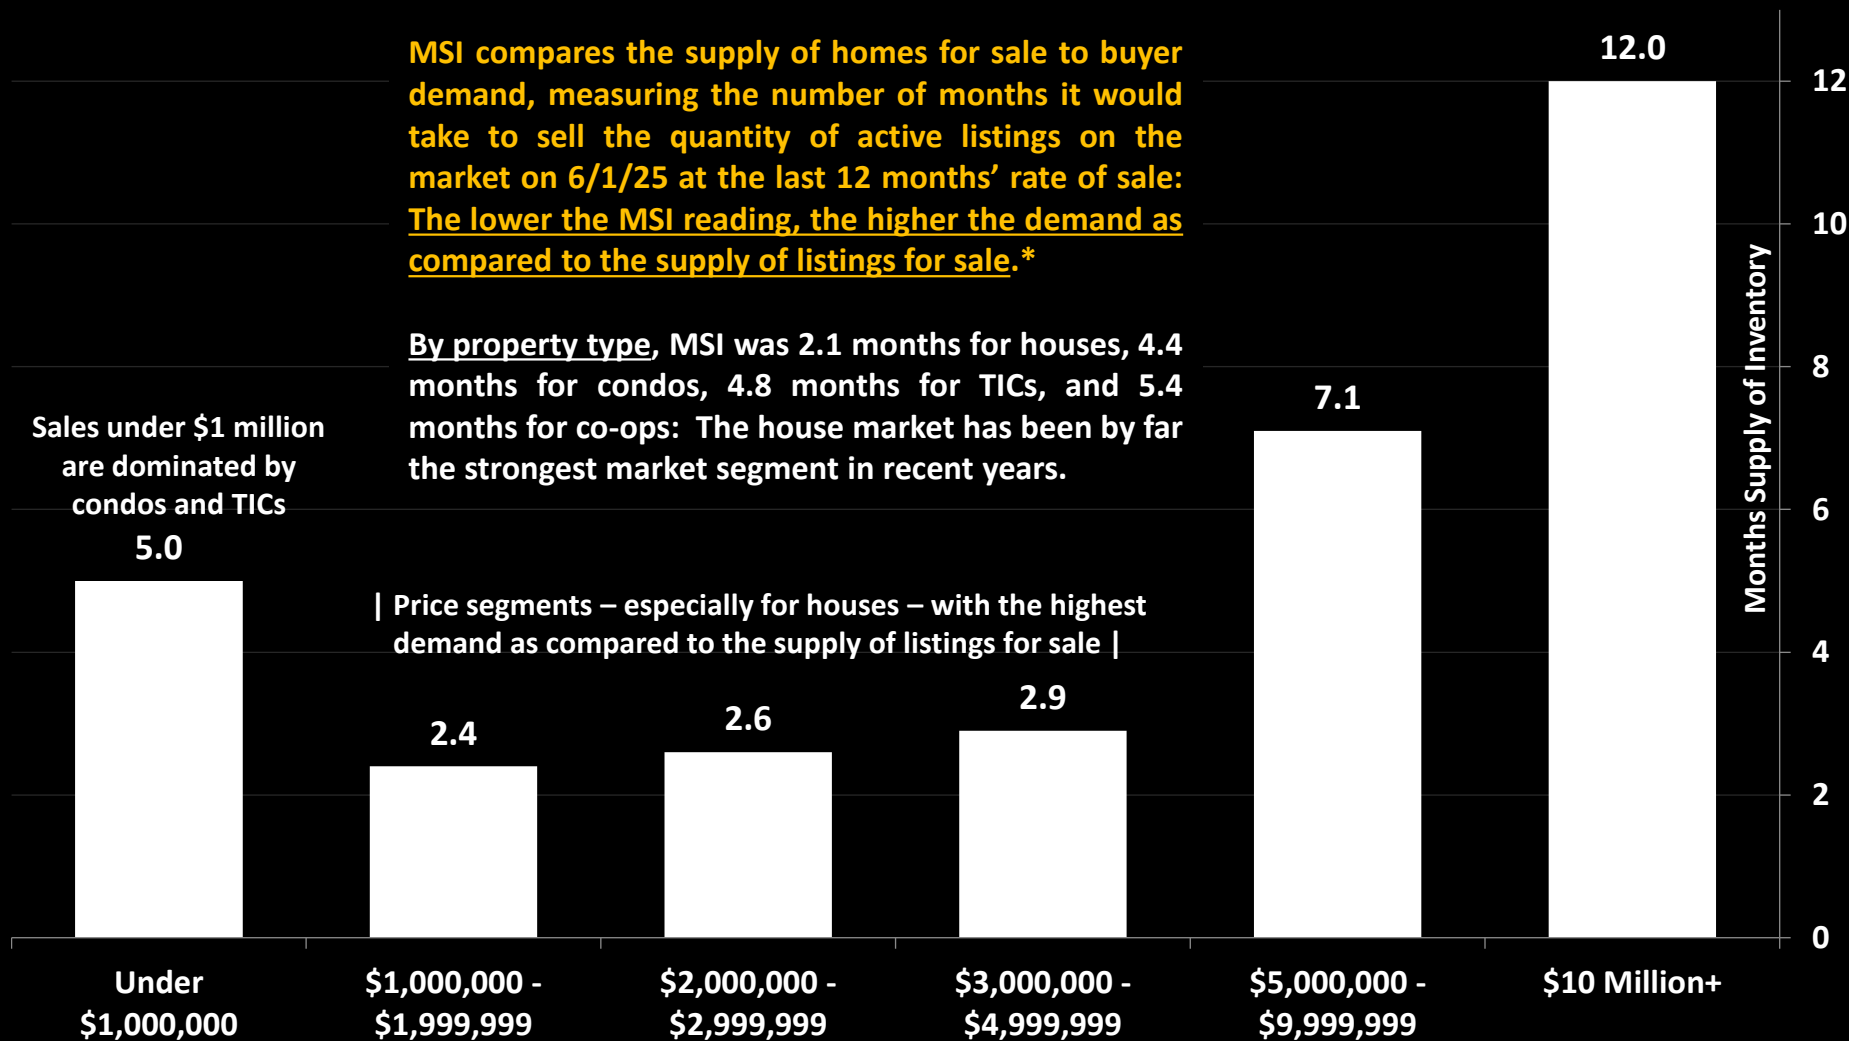 MSI compares the supply of homes for sale to buyer
demand, measuring the number of months it would
take to sell the quantity of active listings on the
market on 6/1/25 at the last 12 months’ rate of sale:
The lower the MSI reading, the higher the demand as
compared to the supply of listings for sale.*
By property type, MSI was 2.1 months for houses, 4.4
months for condos, 4.8 months for TICs, and 5.4
months for co-ops: The house market has been by far
the strongest market segment in recent years.
Sales under $1 million
are dominated by
condos and TICs
| Price segments – especially for houses – with the highest
demand as compared to the supply of listings for sale |
5.0
2.4
2.6
2.9
7.1
12.0
Months Supply of Inventory
12
10
8
6
4
2
0
Under
$1,000,000
$1,000,000 -
$1,999,999
$2,000,000 -
$2,999,999
$3,000,000 -
$4,999,999
$5,000,000 -
$9,999,999
$10 Million+